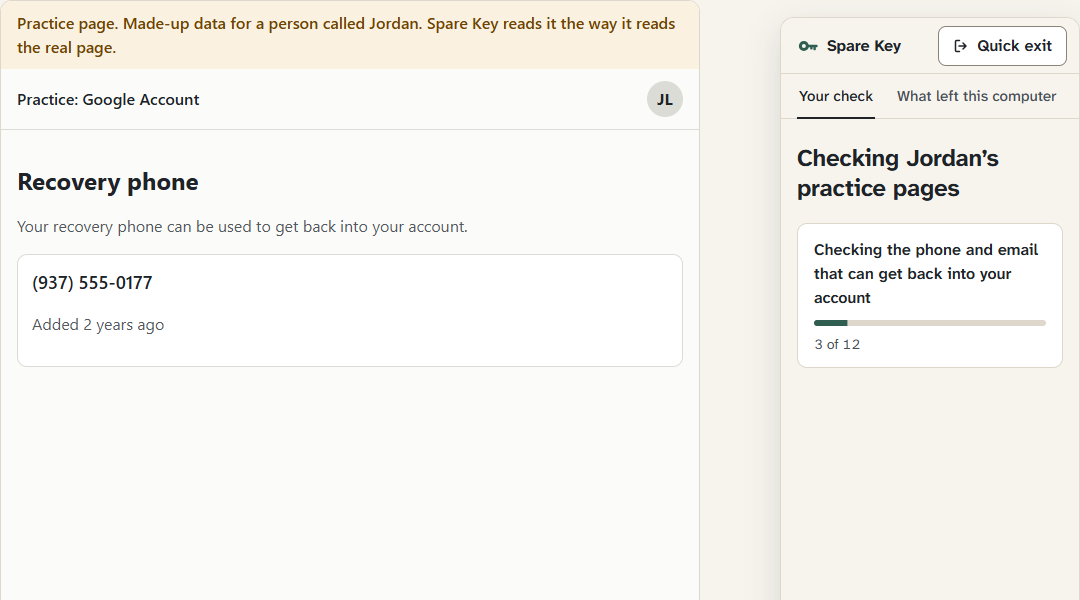 Practice page. Made-up data for a person called Jordan. Spare Key reads it the way it reads
the real page.
Practice: Google Account
JL
Recovery phone
Your recovery phone can be used to get back into your account.
(937) 555-0177
Added 2 years ago
Spare Key
Quick exit
Your check
What left this computer
Checking Jordan’s
practice pages
Checking the phone and email
that can get back into your
account
3 of 12